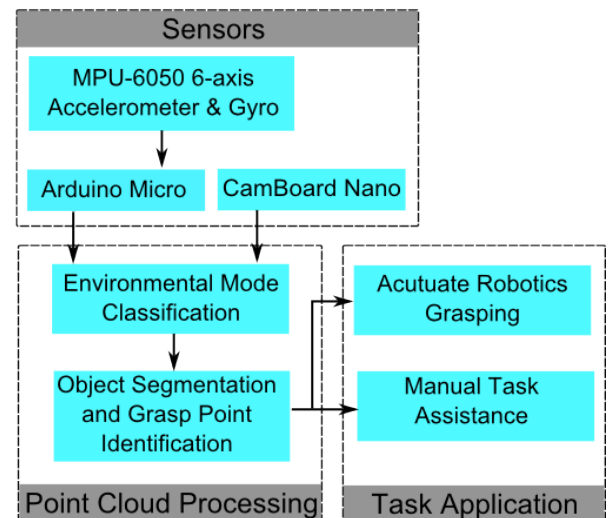 Sensors
MPU-6050 6-axis
Accelerometer & Gyro
Arduino Micro
CamBoard Nano
Environmental Mode
Classification
Object Segmentation
and Grasp Point
Identification
Point Cloud Processing
Acutuate Robotics
Grasping
Manual Task
Assistance
Task Application